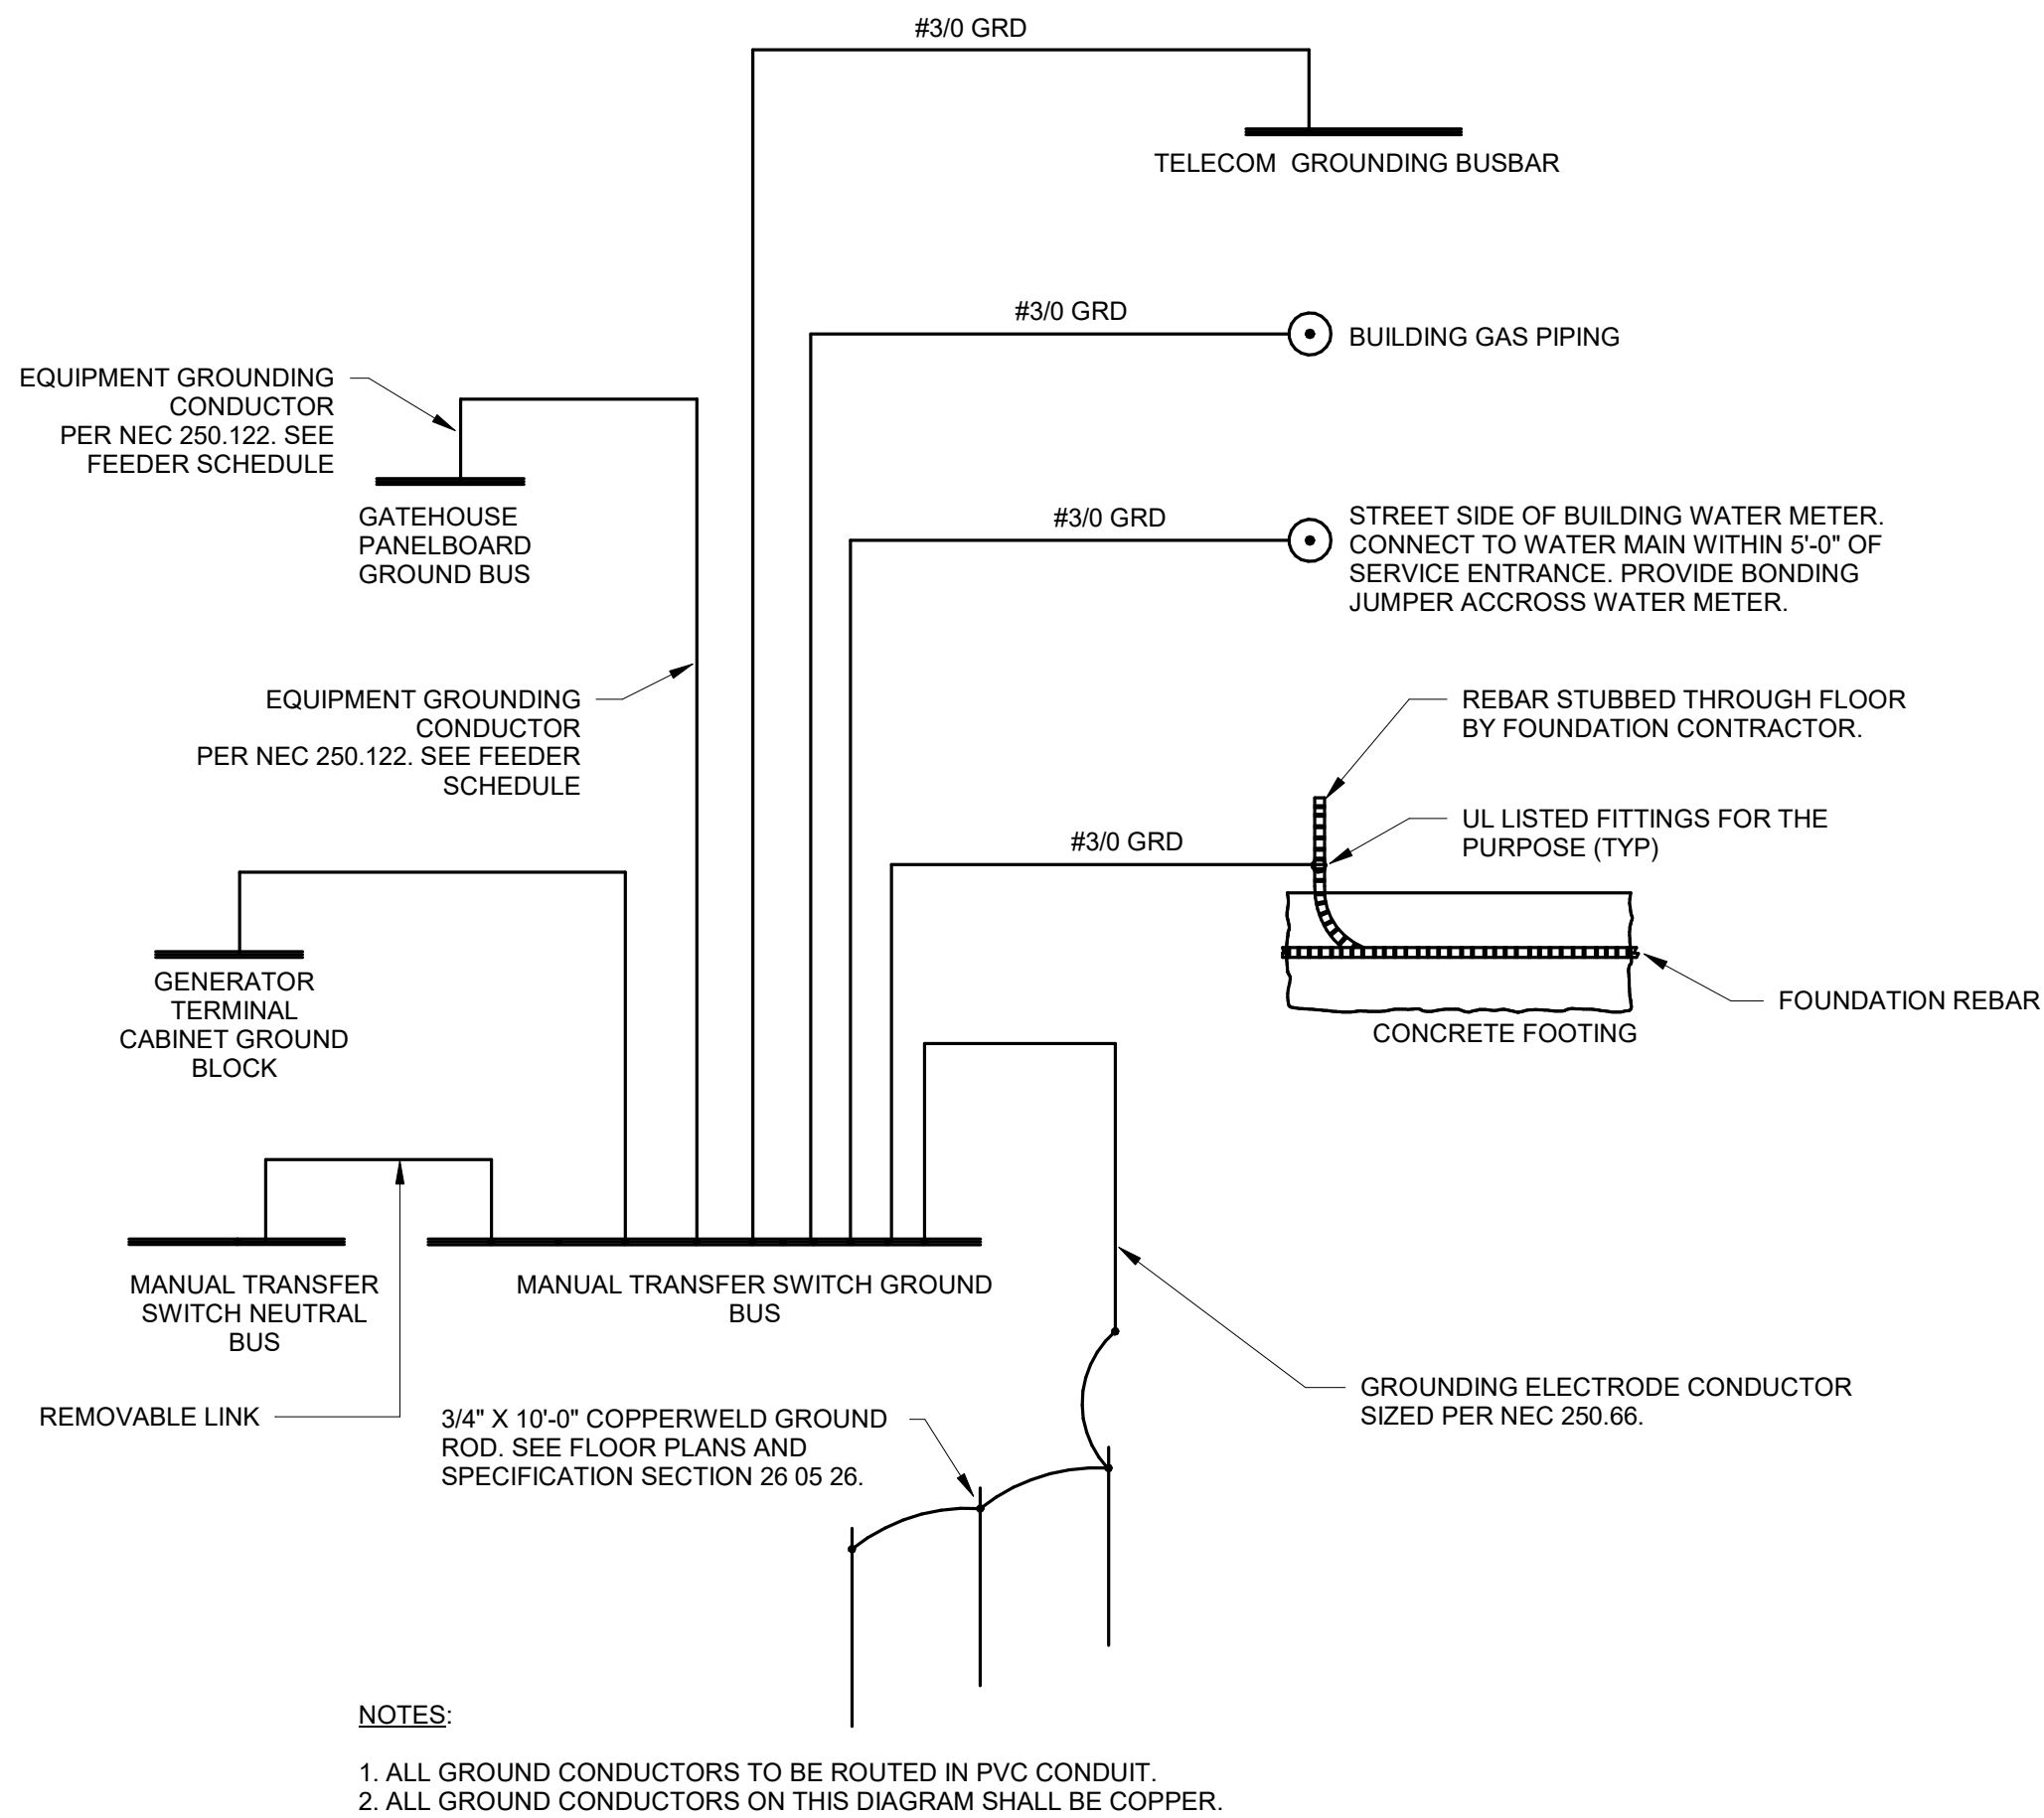 #3/0 GRD
TELECOM GROUNDING BUSBAR
#3/0 GRD
BUILDING GAS PIPING
EQUIPMENT GROUNDING
CONDUCTOR
PER NEC 250.122. SEE
FEEDER SCHEDULE
GATEHOUSE
PANELBOARD
GROUND BUS
#3/0 GRD
STREET SIDE OF BUILDING WATER METER.
CONNECT TO WATER MAIN WITHIN 5'-0" OF
SERVICE ENTRANCE. PROVIDE BONDING
JUMPER ACCROSS WATER METER.
EQUIPMENT GROUNDING
CONDUCTOR
PER NEC 250.122. SEE FEEDER
SCHEDULE
REBAR STUBBED THROUGH FLOOR
BY FOUNDATION CONTRACTOR.
#3/0 GRD
UL LISTED FITTINGS FOR THE
PURPOSE (TYP)
GENERATOR
TERMINAL
CABINET GROUND
BLOCK
FOUNDATION REBAR
CONCRETE FOOTING
MANUAL TRANSFER
SWITCH NEUTRAL
BUS
MANUAL TRANSFER SWITCH GROUND
BUS
REMOVABLE LINK
3/4" X 10'-0" COPPERWELD GROUND
ROD. SEE FLOOR PLANS AND
SPECIFICATION SECTION 26 05 26.
GROUNDING ELECTRODE CONDUCTOR
SIZED PER NEC 250.66.
NOTES:
1. ALL GROUND CONDUCTORS TO BE ROUTED IN PVC CONDUIT.
2. ALL GROUND CONDUCTORS ON THIS DIAGRAM SHALL BE COPPER.